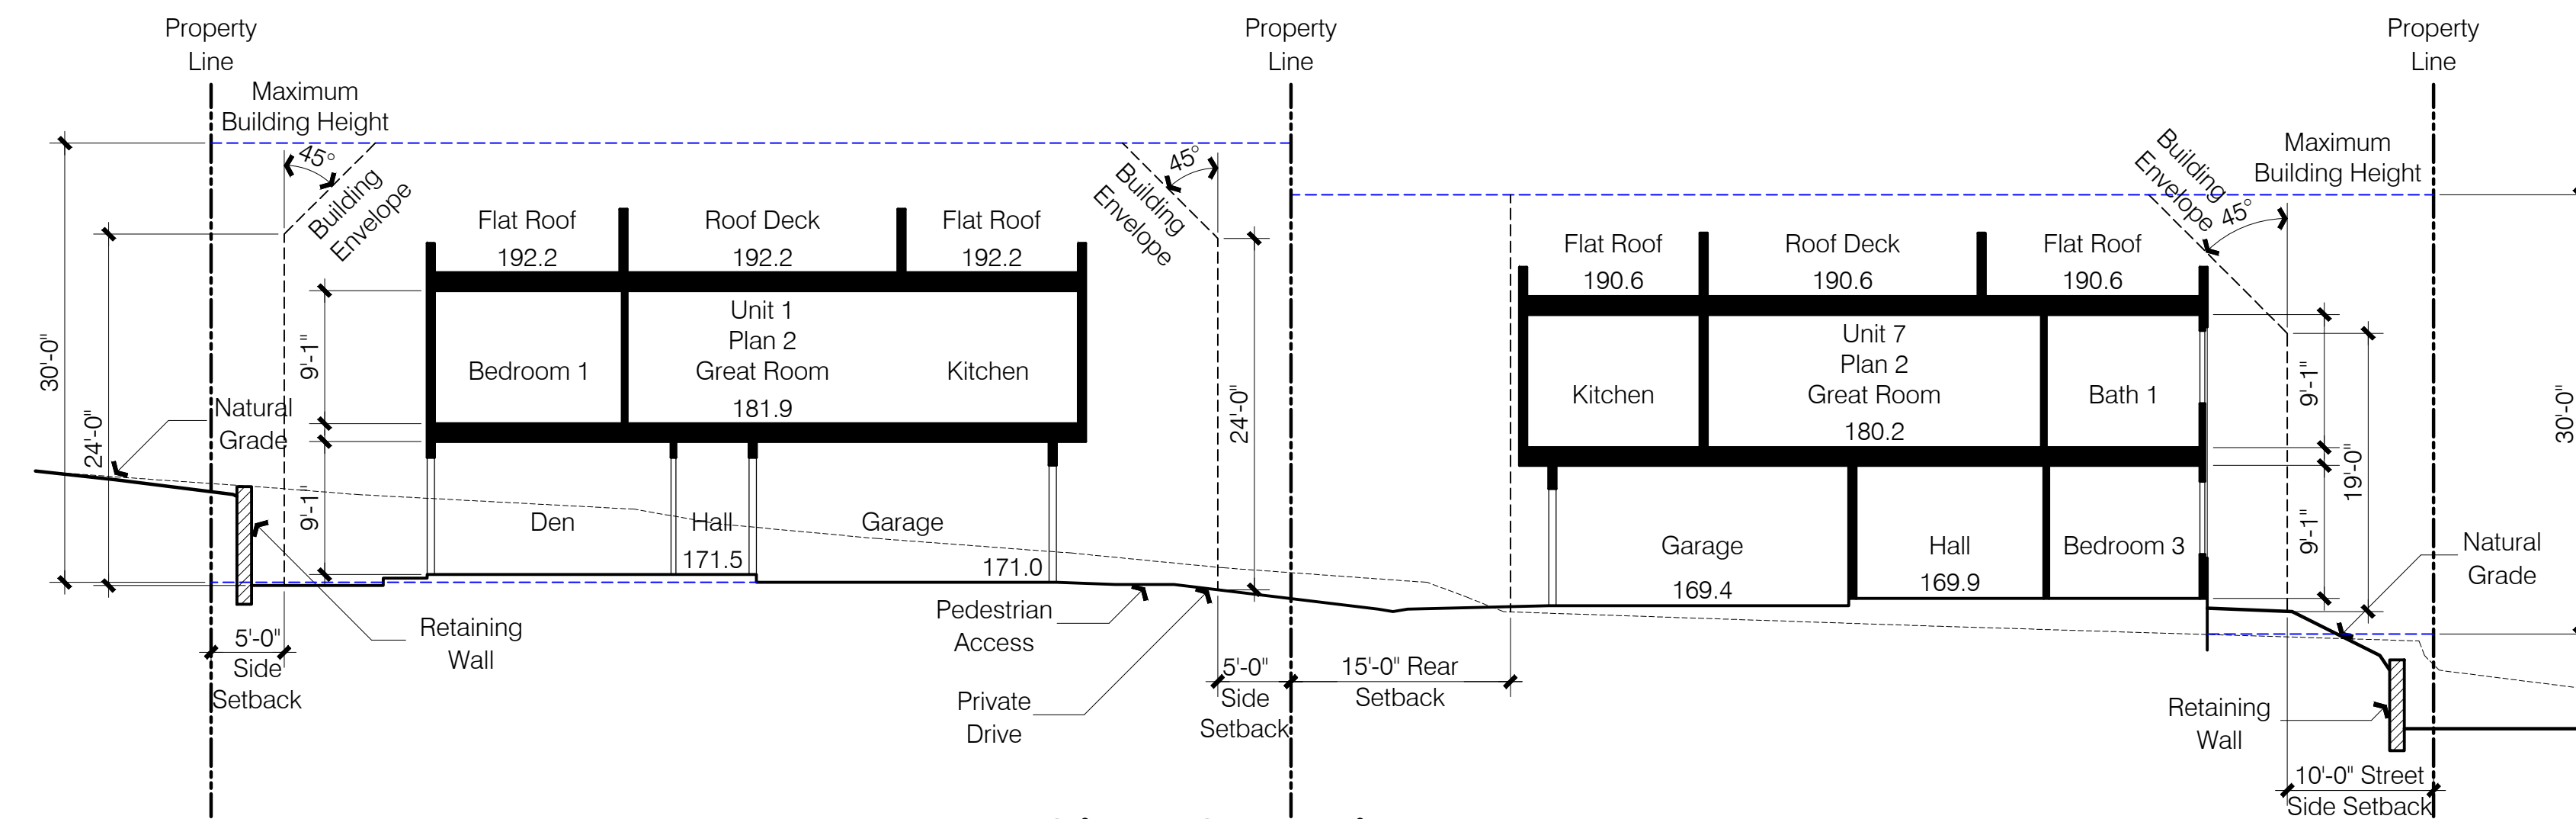 Property
Line
Property
Line
Property
Line
Maximum
Building Height
Maximum
Building Height
45°
Building
Envelope
45°
Building
Envelope
Building
Envelope
45°
Flat Roof
192.2
Roof Deck
192.2
Flat Roof
192.2
Flat Roof
190.6
Roof Deck
190.6
Flat Roof
190.6
30'-0"
24'-0"
9'-1"
9'-1"
Natural
Grade
Bedroom 1
Unit 1
Plan 2
Great Room
181.9
Kitchen
24'-0"
Kitchen
Unit 7
Plan 2
Great Room
180.2
Bath 1
9'-1"
9'-1"
19'-0"
30'-0"
Den
Hall
171.5
Garage
171.0
Garage
169.4
Hall
169.9
Bedroom 3
Natural
Grade
5'-0"
Side
Setback
Retaining
Wall
Pedestrian
Access
Private
Drive
5'-0"
Side
Setback
15'-0" Rear
Setback
Retaining
Wall
10'-0" Street
Side Setback